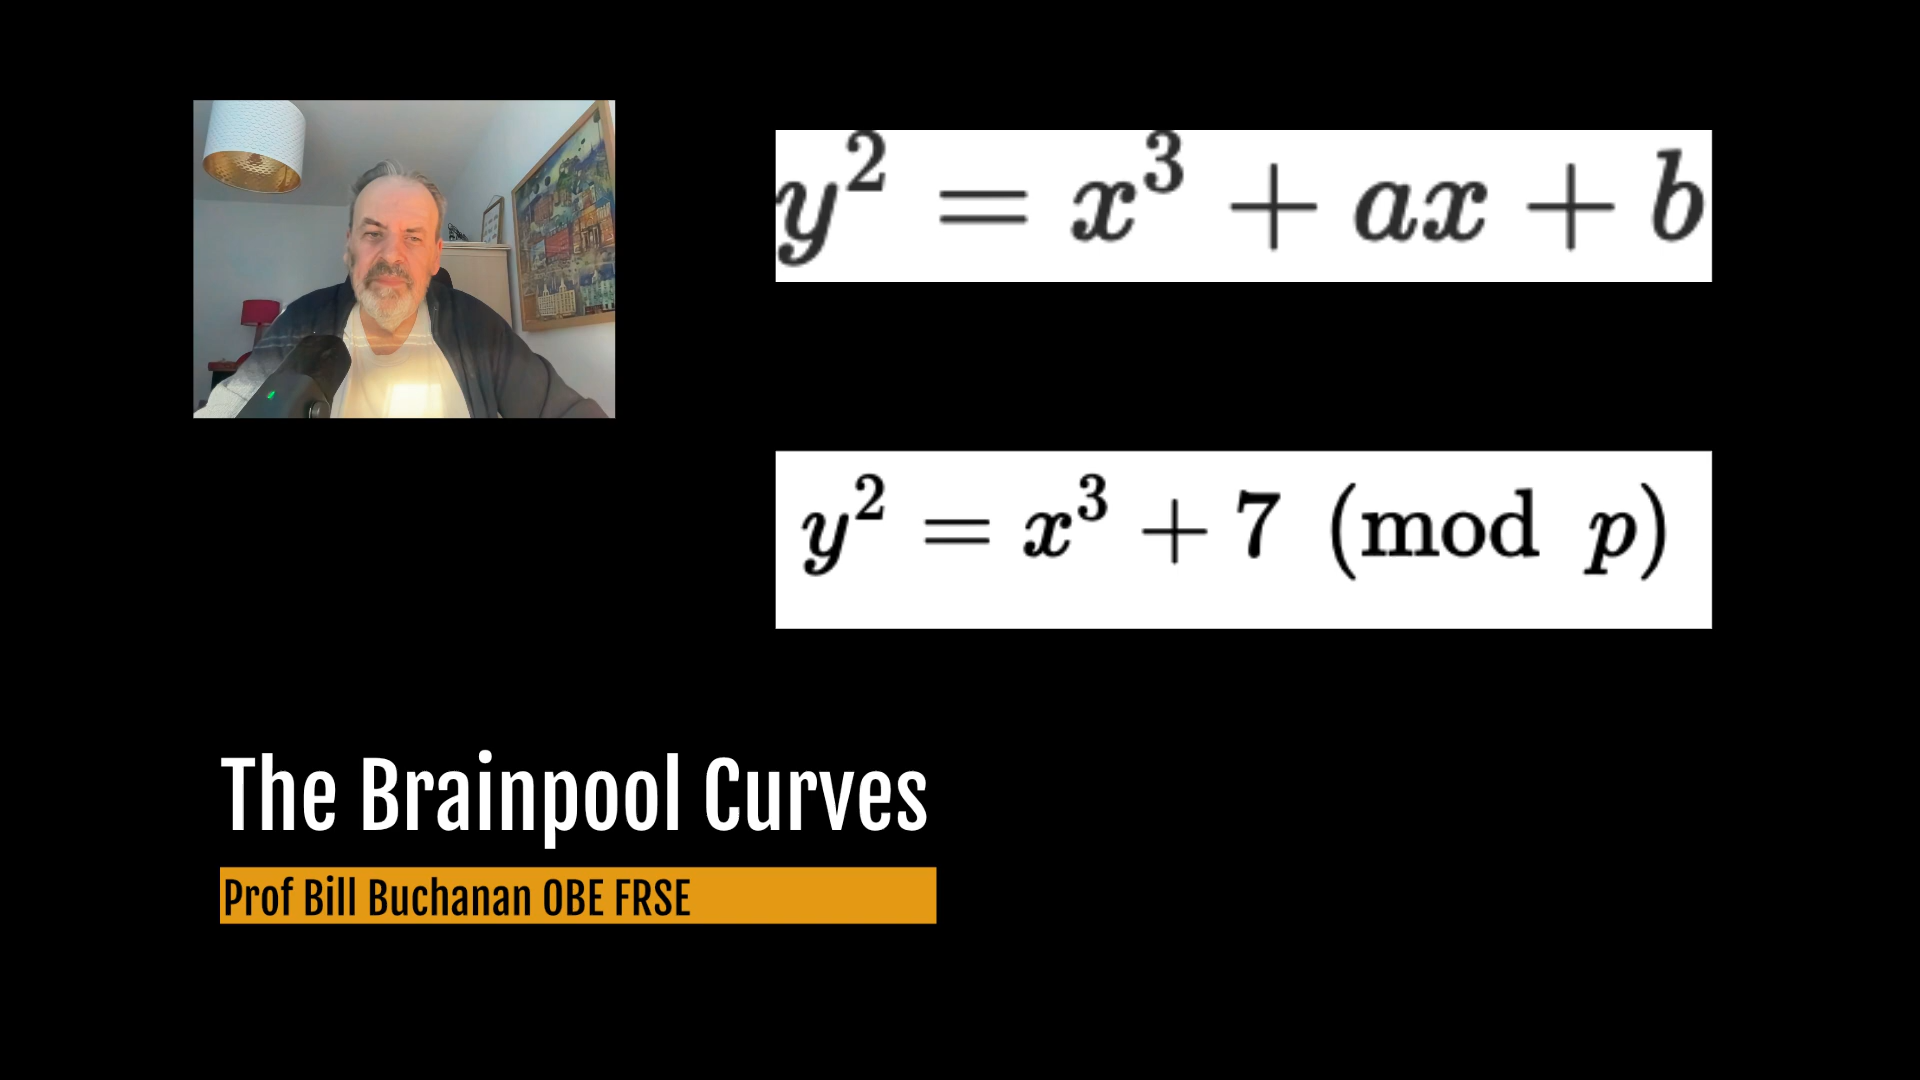 y² = x³ + ax + b
y² = x³ + 7 (mod p)
The Brainpool Curves
Prof Bill Buchanan OBE FRSE